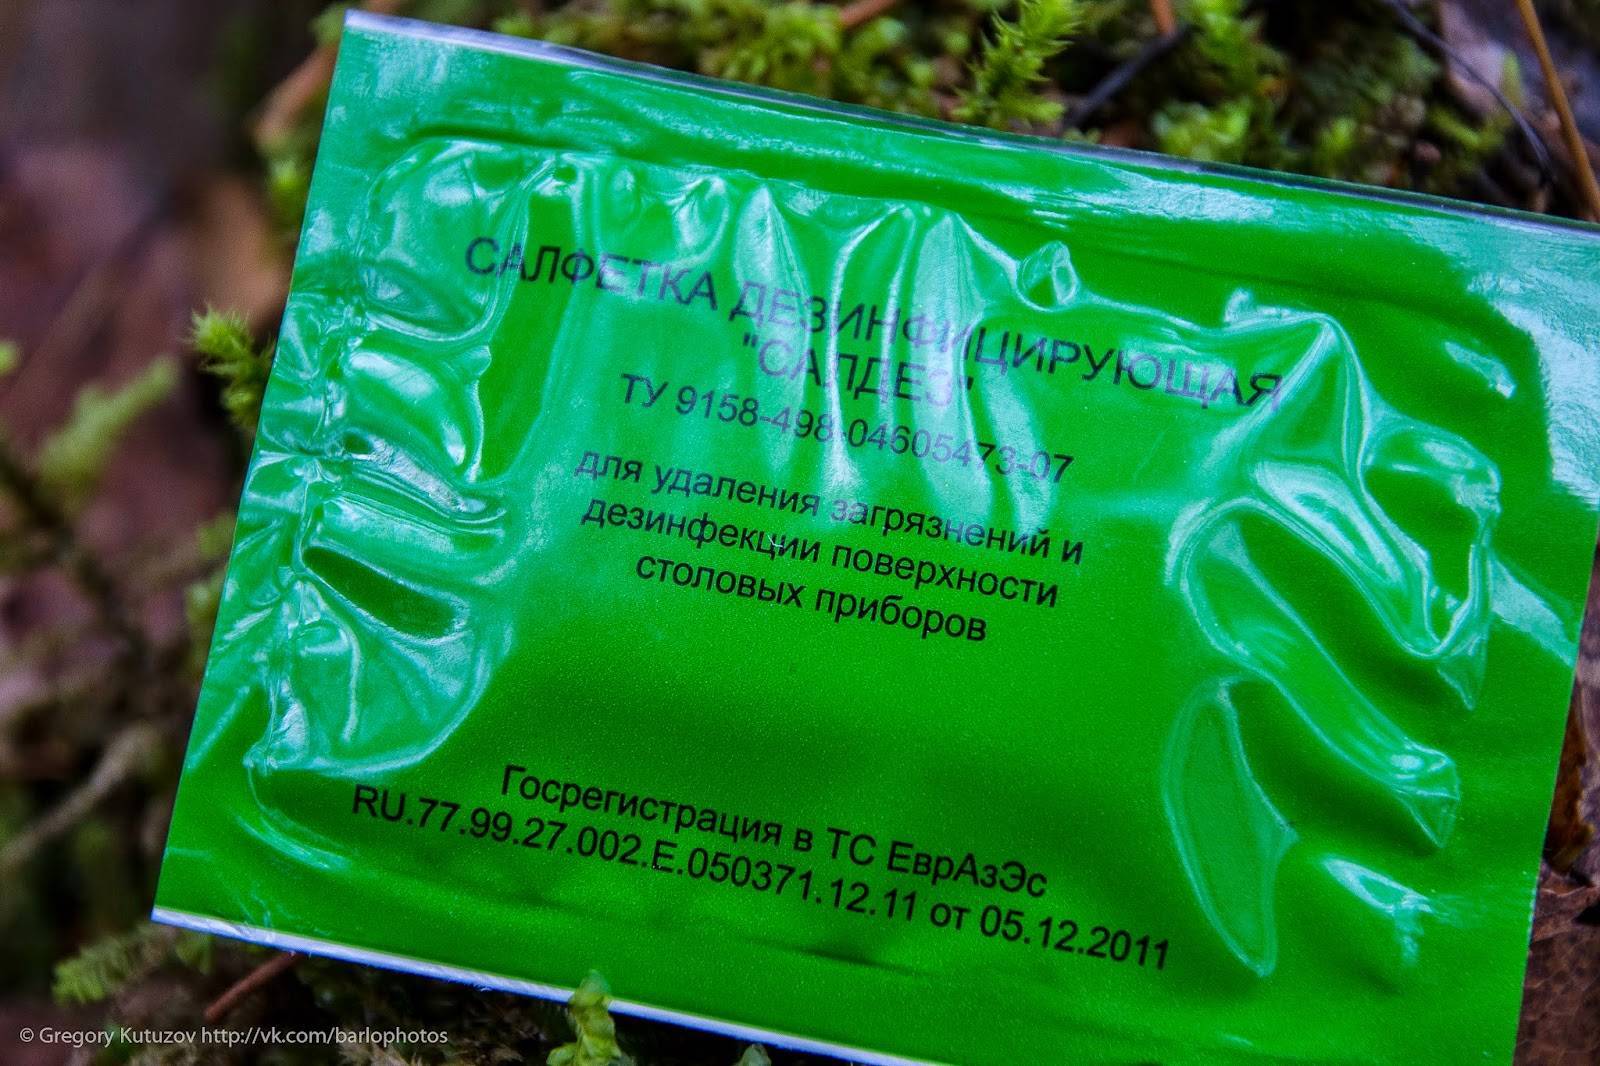 САЛФЕТКА ДЕЗИНФИЦИРУЮЩАЯ
"САЛДЕЗ"
ТУ 9158-498-04605473-07
для удаления загрязнений и
дезинфекции поверхности
столовых приборов
Госрегистрация в ТС ЕврАзЭс
RU.77.99.27.002.Е.050371.12.11 от 05.12.2011
© Gregory Kutuzov http://vk.com/barlophotos